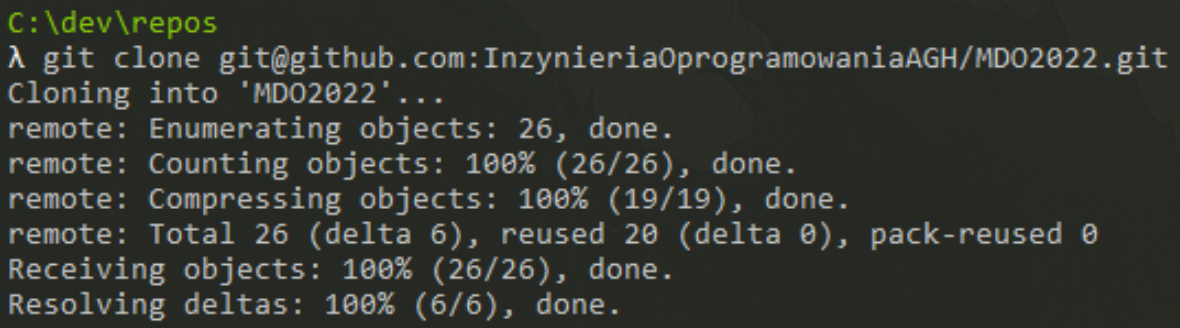 C:\dev\repos
λ git clone git@github.com:InzynieriaOprogramowaniaAGH/MDO2022.git
Cloning into 'MDO2022'...
remote: Enumerating objects: 26, done.
remote: Counting objects: 100% (26/26), done.
remote: Compressing objects: 100% (19/19), done.
remote: Total 26 (delta 6), reused 20 (delta 0), pack-reused 0
Receiving objects: 100% (26/26), done.
Resolving deltas: 100% (6/6), done.